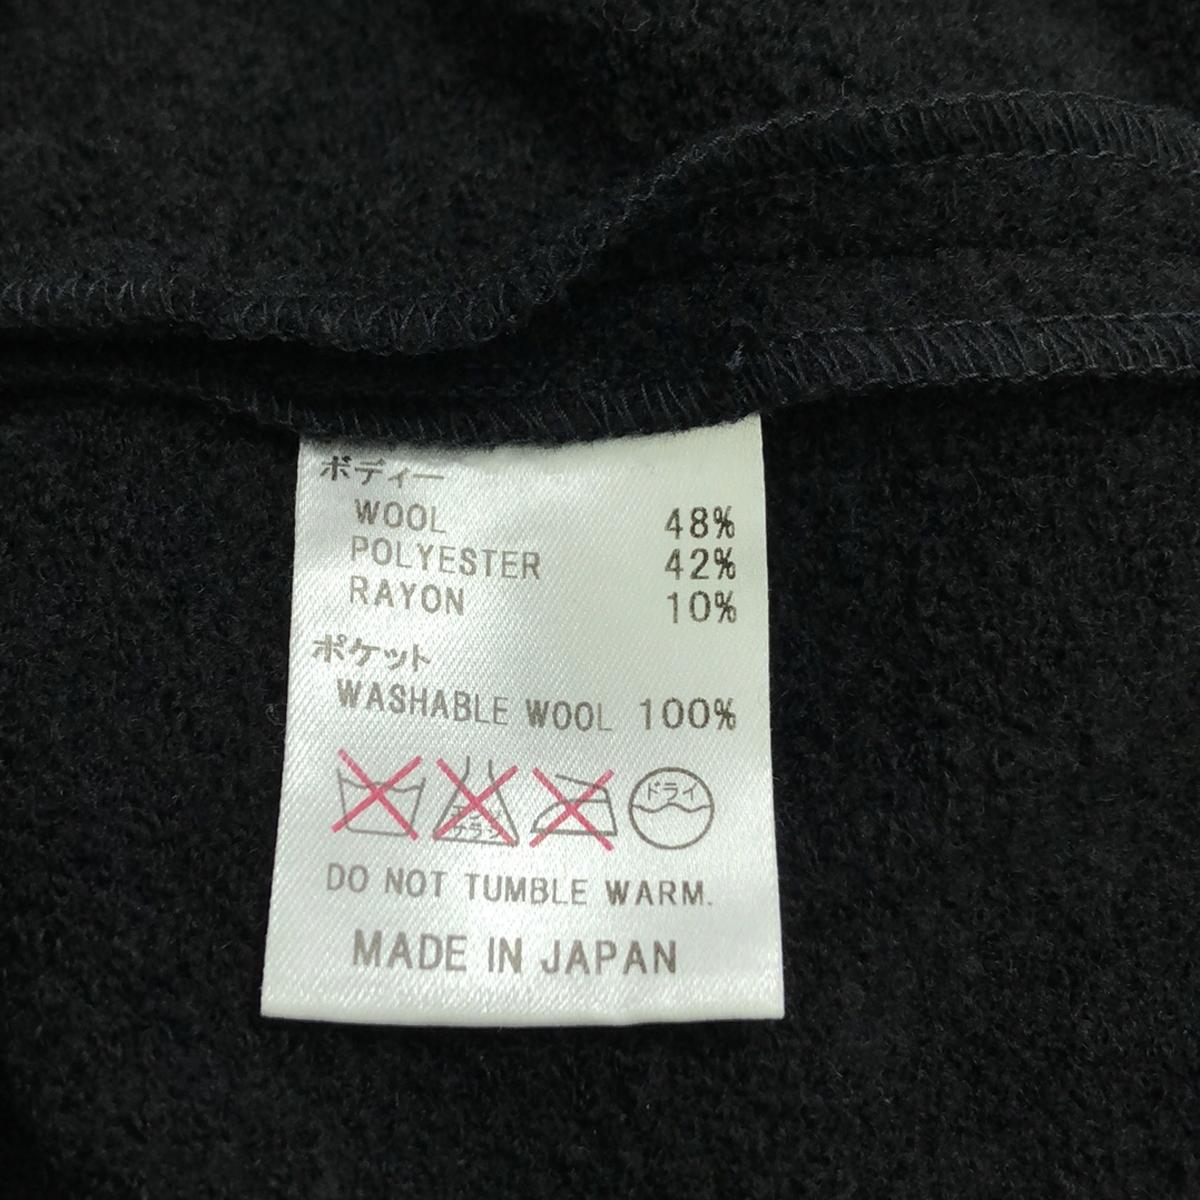 ボディー
WOOL 48%
POLYESTER 42%
RAYON 10%
ポケット
WASHABLE WOOL 100%
ドライ
DO NOT TUMBLE WARM.
MADE IN JAPAN